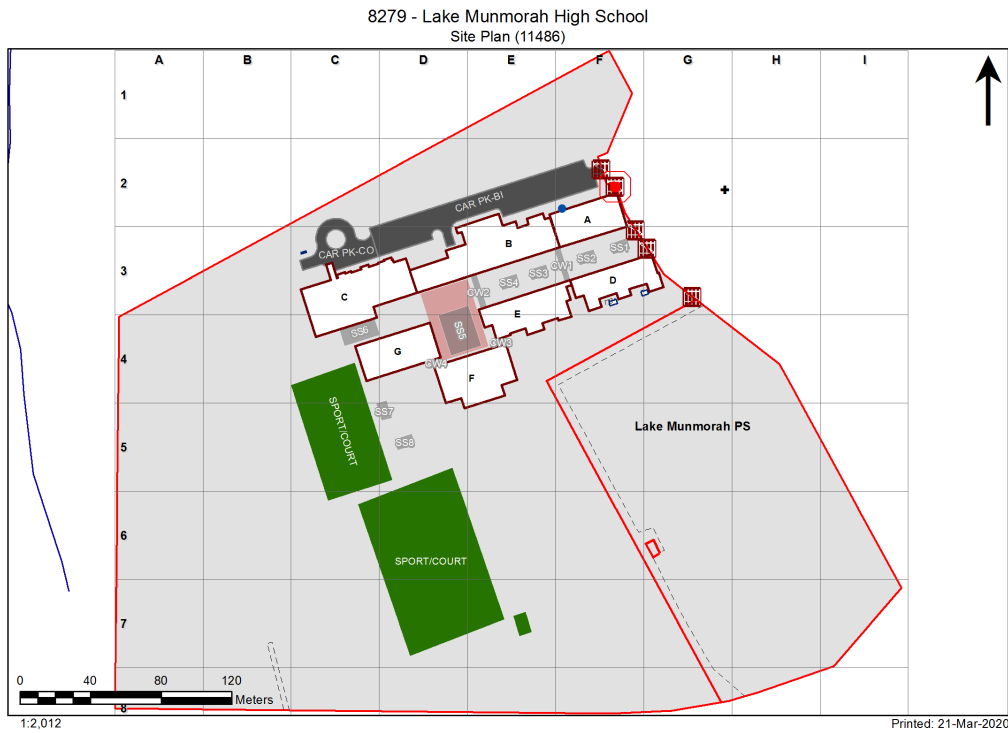 8279 - Lake Munmorah High School
Site Plan (11486)
A B C D E F G H I
1
2
CAR PK-BI
A
CAR PK-CO
B
SS1
SS2
CW1
3
SS3
SS4
D
CW2
C
E
SS6
SS5
CW3
G
4
CW4
F
SS7
SPORT/COURT
Lake Munmorah PS
SS8
5
6
SPORT/COURT
7
0 40 80 120
Meters
8
1:2,012
Printed: 21-Mar-2020